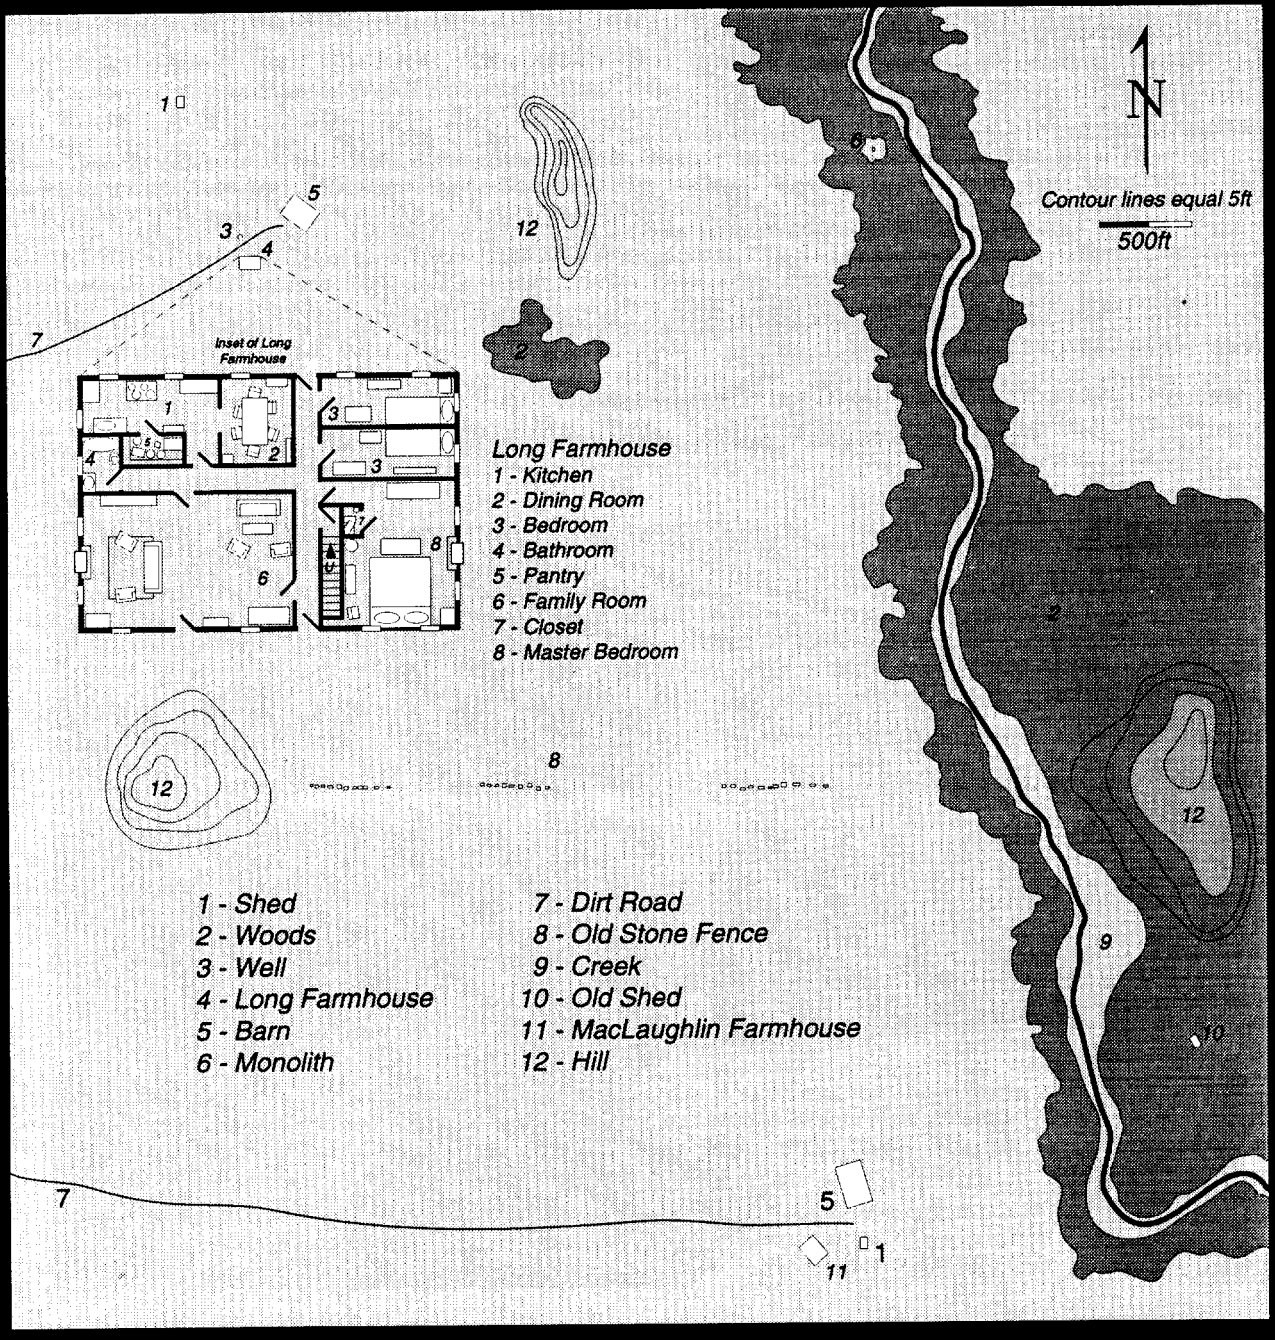 N
Contour lines equal 5ft
500ft
1
5
3
4
12
6
7
2
Inset of Long
Farmhouse
1
2
3
3
4
5
6
7
8
U
Long Farmhouse
1 - Kitchen
2 - Dining Room
3 - Bedroom
4 - Bathroom
5 - Pantry
6 - Family Room
7 - Closet
8 - Master Bedroom
2
12
8
12
1 - Shed
2 - Woods
3 - Well
4 - Long Farmhouse
5 - Barn
6 - Monolith
7 - Dirt Road
8 - Old Stone Fence
9 - Creek
10 - Old Shed
11 - MacLaughlin Farmhouse
12 - Hill
9
10
7
5
1
11